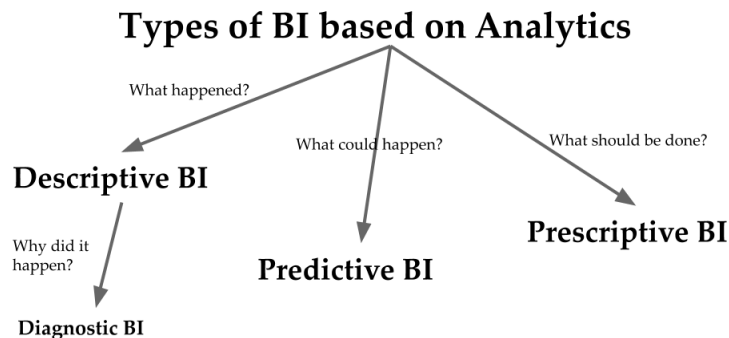 Types of BI based on Analytics
What happened?
What could happen?
What should be done?
Descriptive BI
Prescriptive BI
Why did it
happen?
Predictive BI
Diagnostic BI